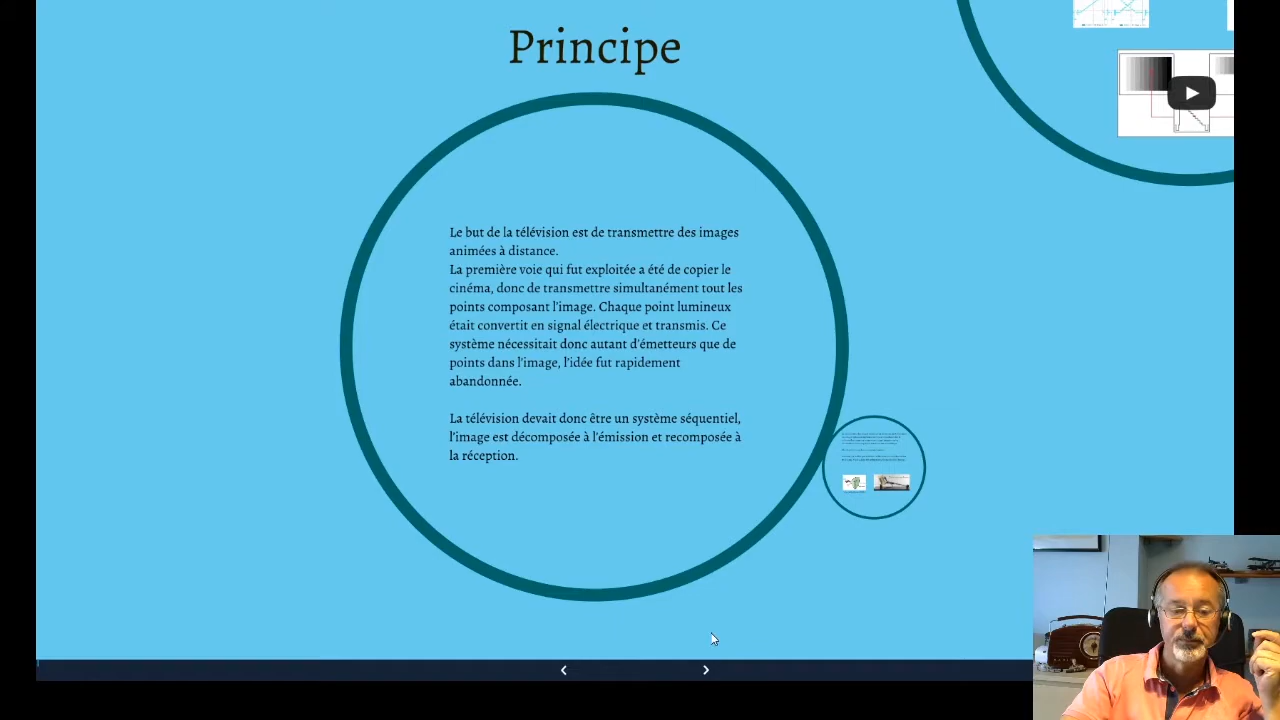 Principe
Le but de la télévision est de transmettre des images
animées à distance.
La première voie qui fut exploitée a été de copier le
cinéma, donc de transmettre simultanément tout les
points composant l'image. Chaque point lumineux
était convertit en signal électrique et transmis. Ce
système nécessitait donc autant d'émetteurs que de
points dans l'image, l'idée fut rapidement
abandonnée.
La télévision devait donc être un système séquentiel,
l'image est décomposée à l'émission et recomposée à
la réception.